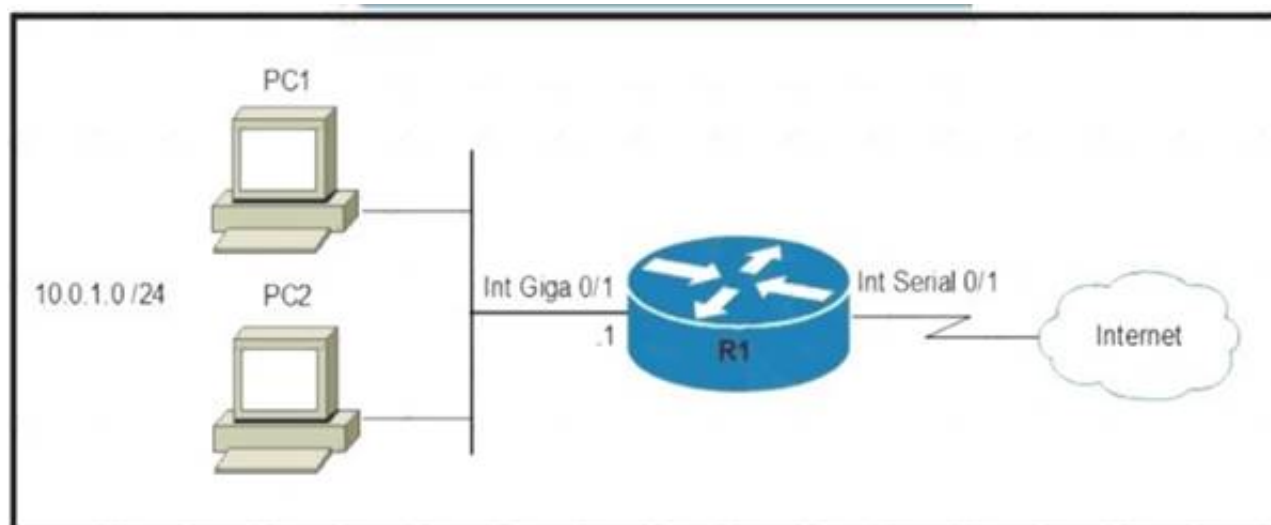 PC1
10.0.1.0 /24
PC2
Int Giga 0/1
.1
R1
Int Serial 0/1
Internet